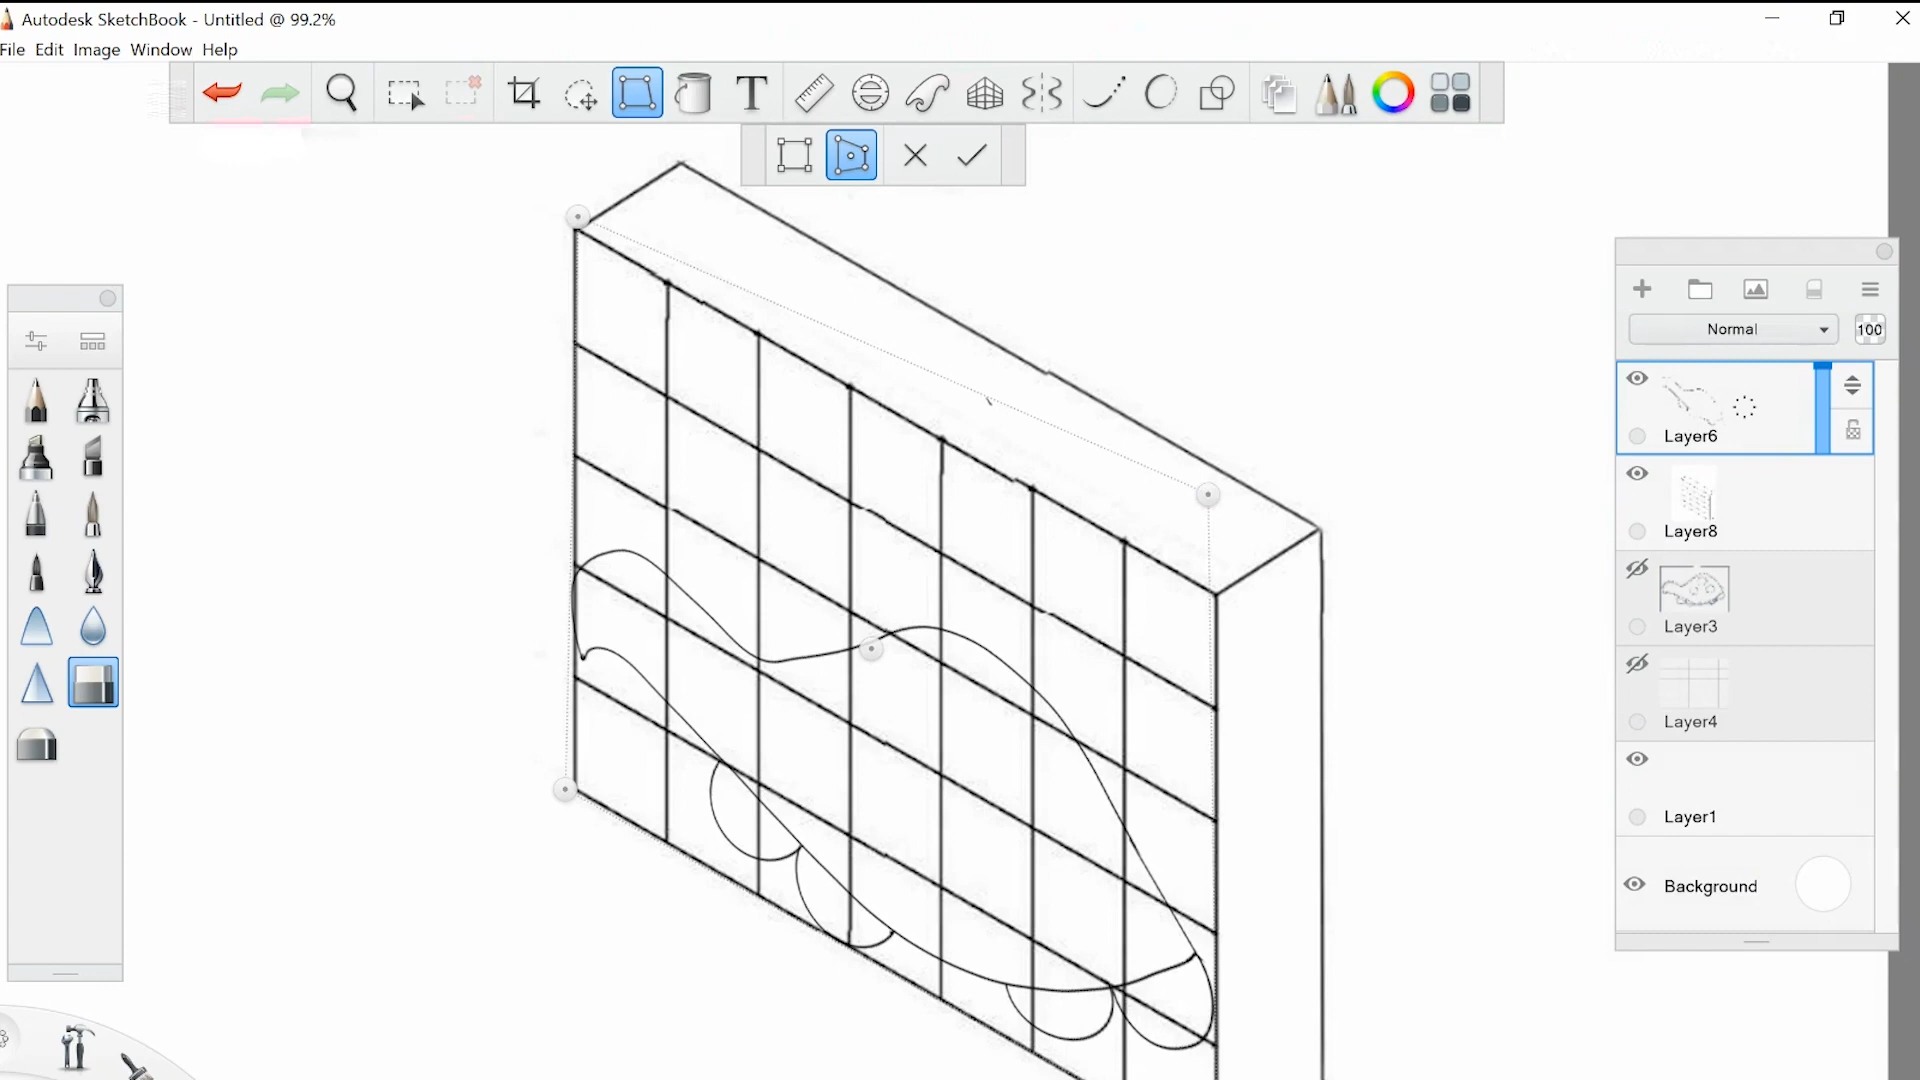 Autodesk SketchBook - Untitled @ 99.2%
File Edit Image Window Help
T
Normal 100
Layer6
Layer8
Layer3
Layer4
Layer1
Background